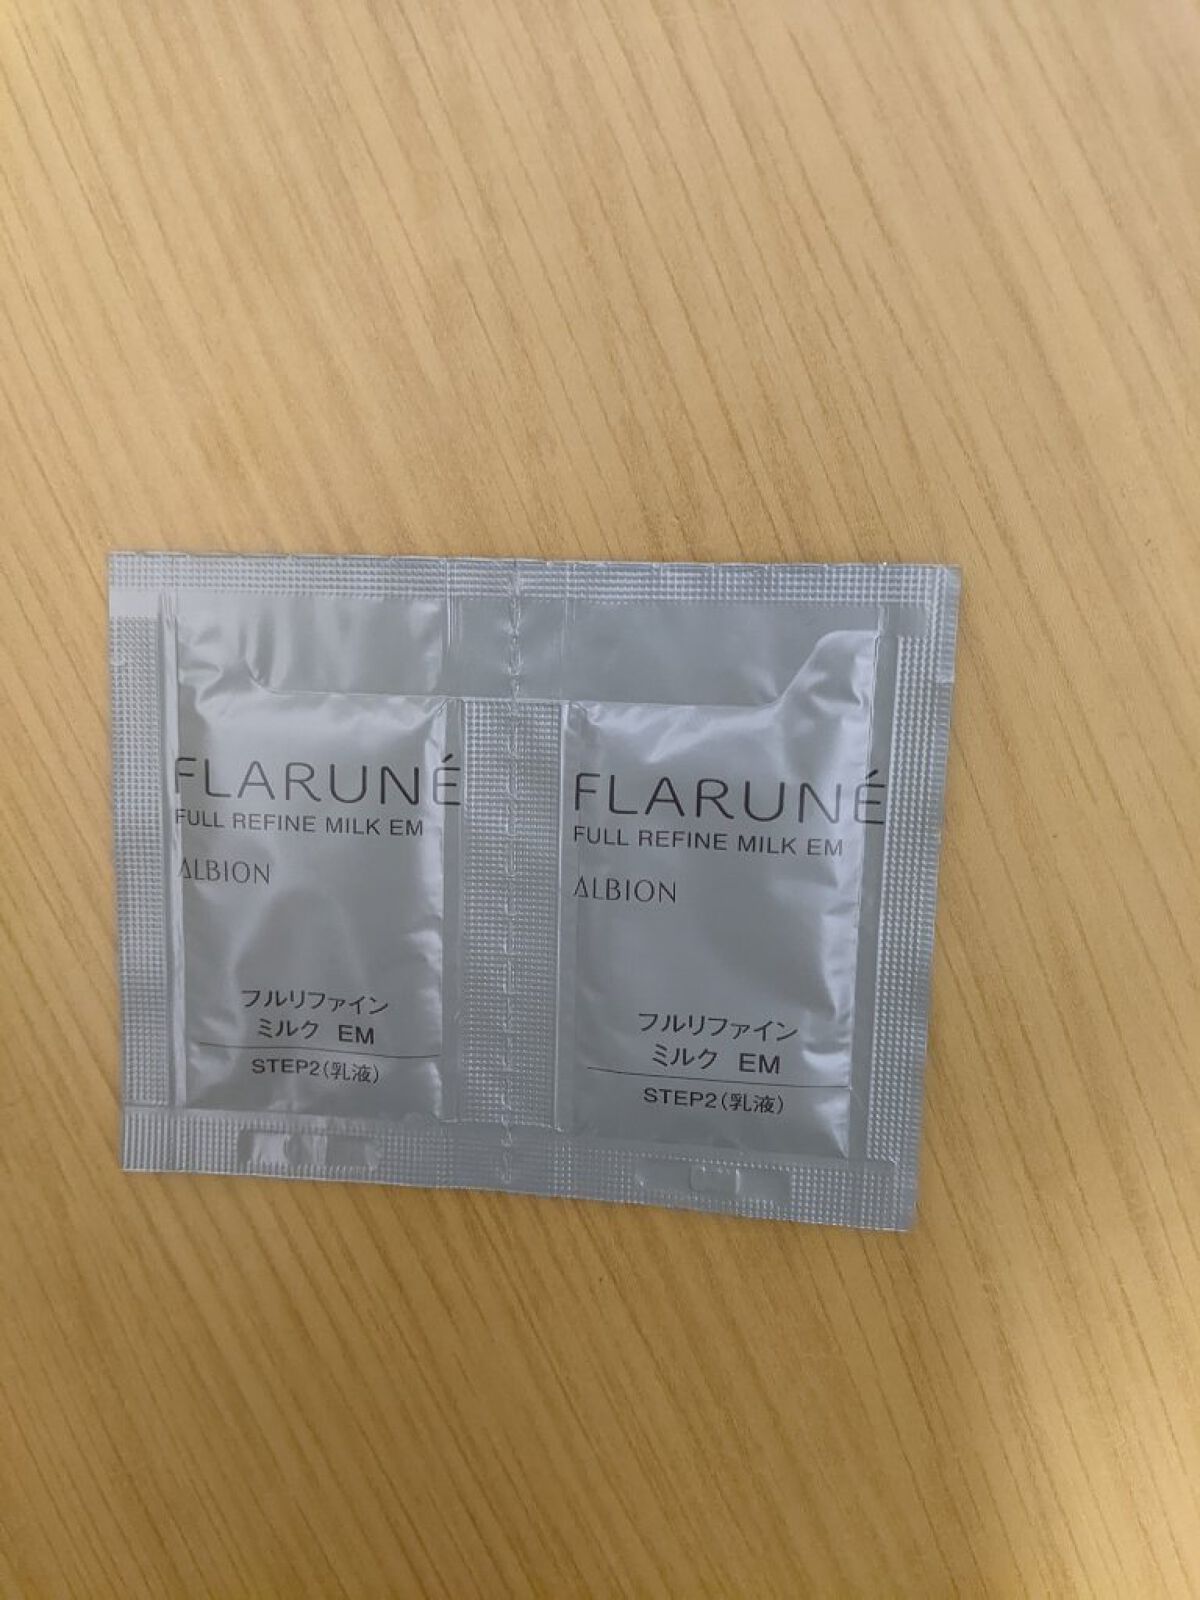 FLARUNÉ
FULL REFINE MILK EM
ALBION
フルリファイン
ミルク EM
STEP2(乳液)
FLARUNÉ
FULL REFINE MILK EM
ALBION
フルリファイン
ミルク EM
STEP2(乳液)